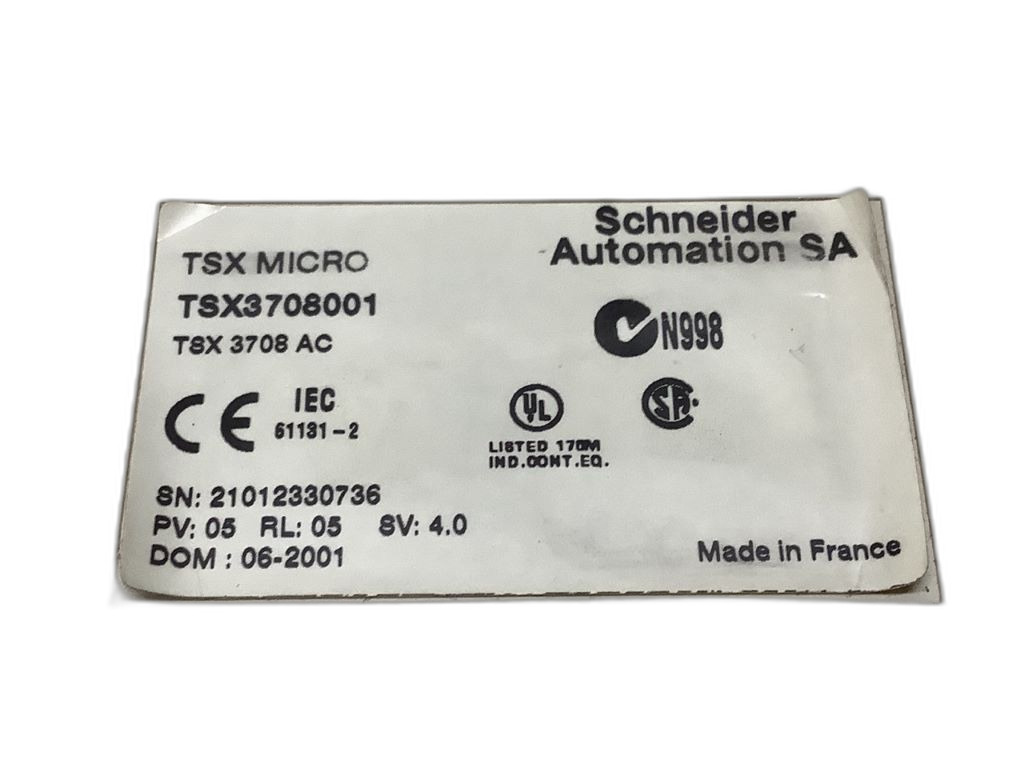 Schneider
Automation SA
TSX MICRO
TSX3708001
TSX 3708 AC
N998
CE IEC
61131-2
UL
LISTED 170M
IND.CONT.EQ.
SA
SN: 21012330736
PV: 05 RL: 05 SV: 4.0
DOM : 06-2001
Made in France